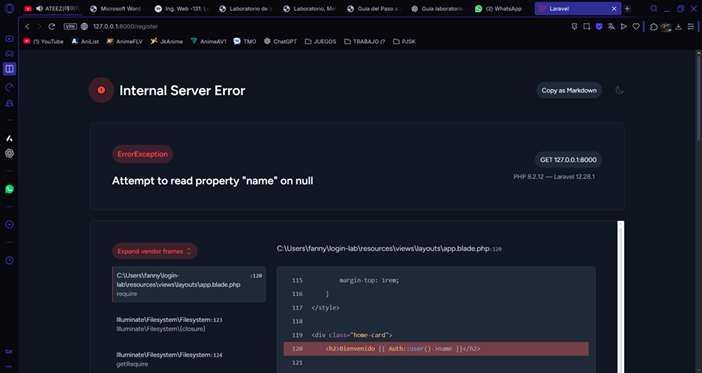 (1) ATEEZ(에이티
Microsoft Word
Ing. Web -131: La
Laboratorio de l
Laboratorio, Me
Guia del Paso a
Guia laboratorio
(2) WhatsApp
Laravel
VPN
127.0.0.1:8000/register
(1) YouTube
AniList
AnimeFLV
JkAnime
AnimeAV1
TMO
ChatGPT
JUEGOS
TRABAJO (?
PJSK
Internal Server Error
Copy as Markdown
ErrorException
GET 127.0.0.1:8000
Attempt to read property "name" on null
PHP 8.2.12 — Laravel 12.28.1
Expand vendor frames
C:\Users\fanny\login-lab\resources\views\layouts\app.blade.php:120
C:\Users\fanny\login- :120
lab\resources\views\layouts\app.blade.php
require
Illuminate\Filesystem\Filesystem:123
Illuminate\Filesystem\{closure}
Illuminate\Filesystem\Filesystem:124
getRequire
115 margin-top: 1rem;
116 }
117 </style>
118
119 <div class="home-card">
120 <h2>Bienvenido {{ Auth::user()->name }}</h2>
121
GX